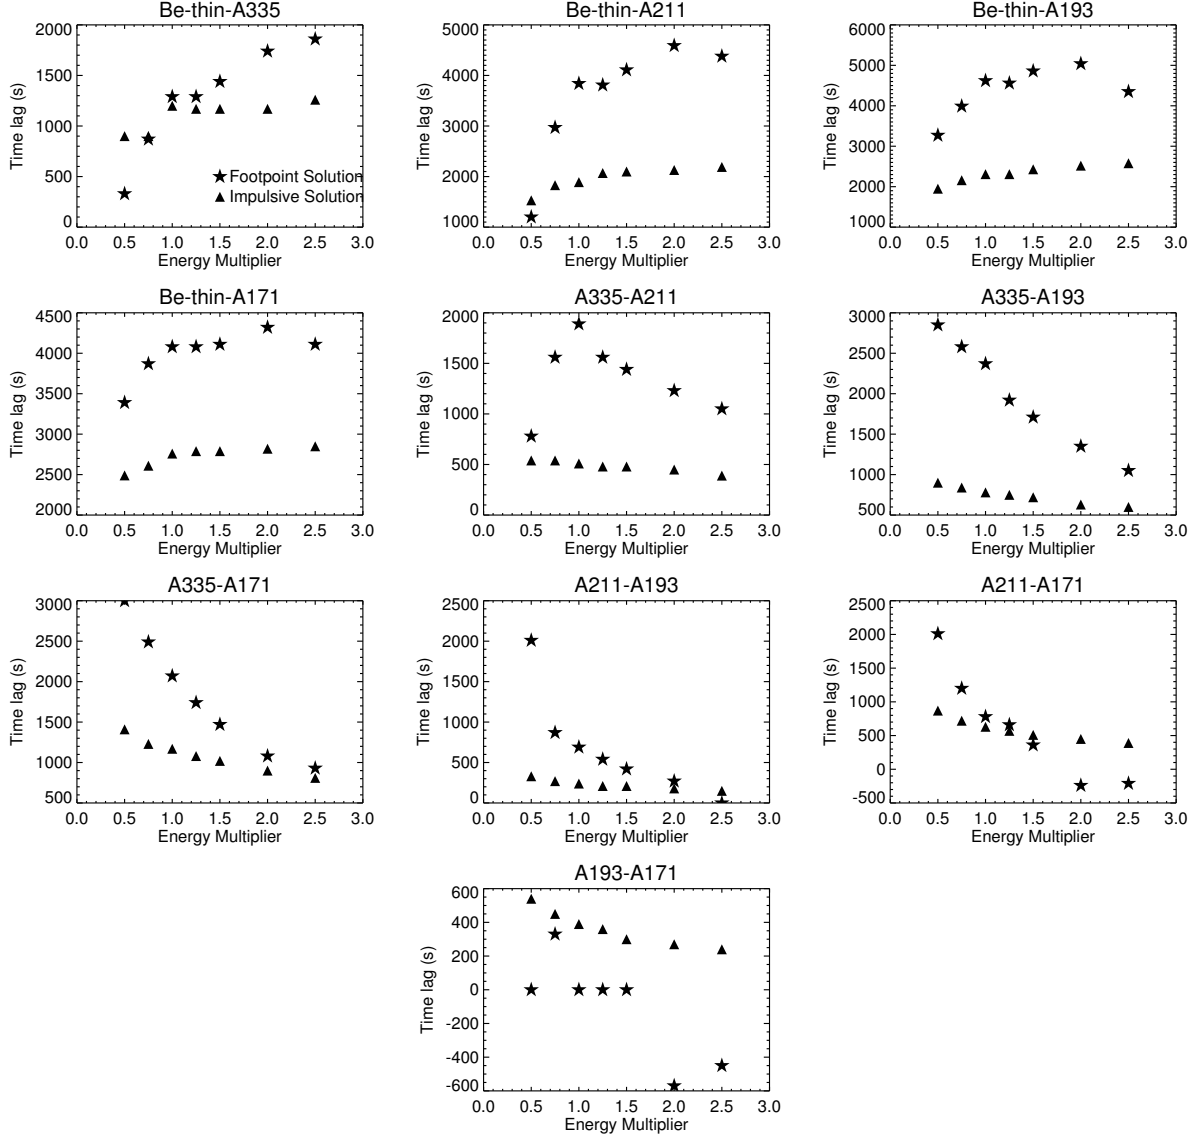 Be-thin-A335
Time lag (s)
2000
1500
1000
500
0
Footpoint Solution
Impulsive Solution
0.0 0.5 1.0 1.5 2.0 2.5 3.0
Energy Multiplier
Be-thin-A211
Time lag (s)
5000
4000
3000
2000
1000
0.0 0.5 1.0 1.5 2.0 2.5 3.0
Energy Multiplier
Be-thin-A193
Time lag (s)
6000
5000
4000
3000
2000
1000
0.0 0.5 1.0 1.5 2.0 2.5 3.0
Energy Multiplier
Be-thin-A171
Time lag (s)
4500
4000
3500
3000
2500
2000
0.0 0.5 1.0 1.5 2.0 2.5 3.0
Energy Multiplier
A335-A211
Time lag (s)
2000
1500
1000
500
0
0.0 0.5 1.0 1.5 2.0 2.5 3.0
Energy Multiplier
A335-A193
Time lag (s)
3000
2500
2000
1500
1000
500
0.0 0.5 1.0 1.5 2.0 2.5 3.0
Energy Multiplier
A335-A171
Time lag (s)
3000
2500
2000
1500
1000
500
0.0 0.5 1.0 1.5 2.0 2.5 3.0
Energy Multiplier
A211-A193
Time lag (s)
2500
2000
1500
1000
500
0
0.0 0.5 1.0 1.5 2.0 2.5 3.0
Energy Multiplier
A211-A171
Time lag (s)
2500
2000
1500
1000
500
0
-500
0.0 0.5 1.0 1.5 2.0 2.5 3.0
Energy Multiplier
A193-A171
Time lag (s)
600
400
200
0
-200
-400
-600
0.0 0.5 1.0 1.5 2.0 2.5 3.0
Energy Multiplier